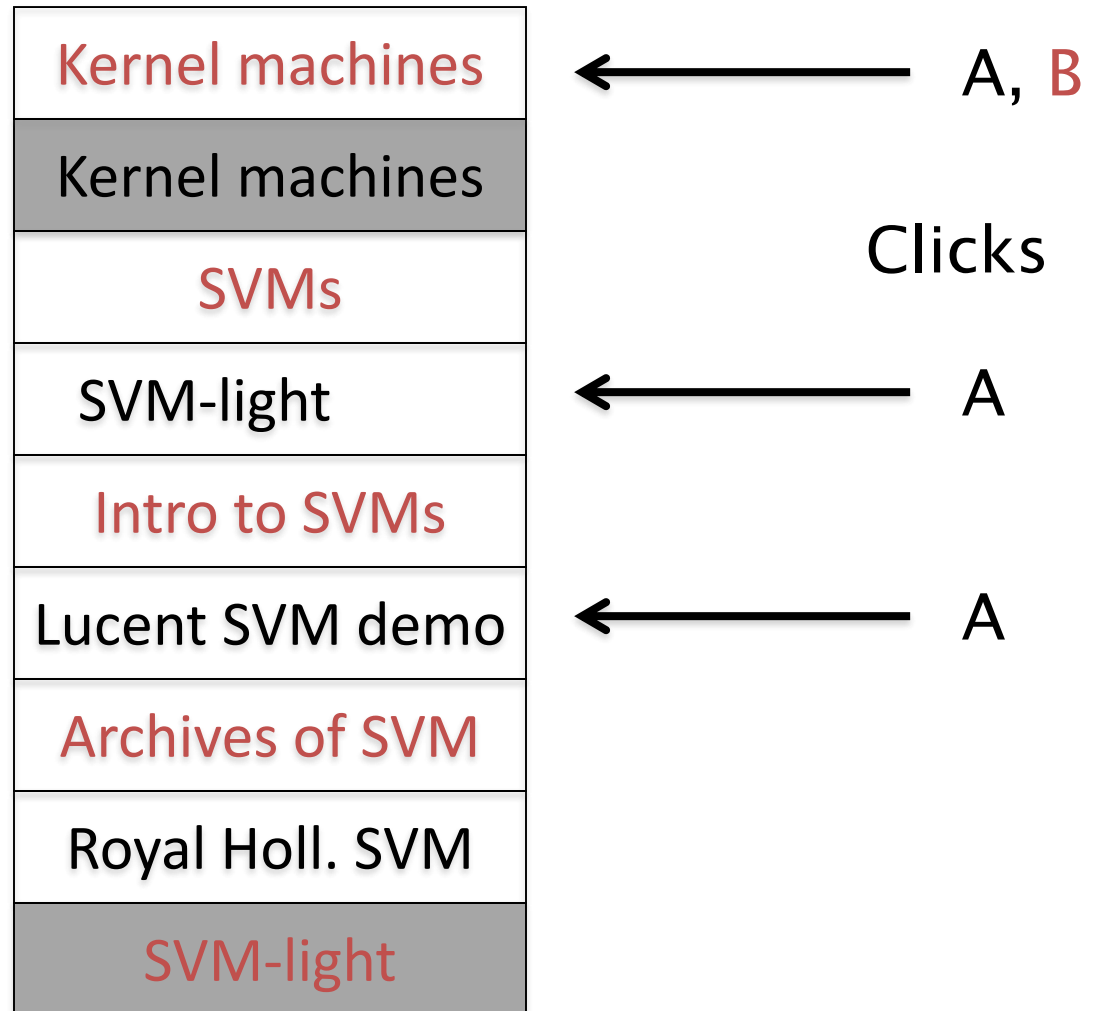 Kernel machines
A, B
Kernel machines
Clicks
SVMs
SVM-light
A
Intro to SVMs
Lucent SVM demo
A
Archives of SVM
Royal Holl. SVM
SVM-light